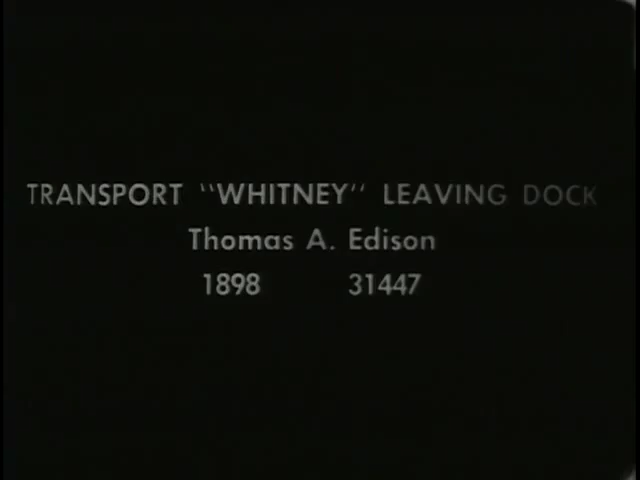 TRANSPORT "WHITNEY" LEAVING DOCK
Thomas A. Edison
1898 31447